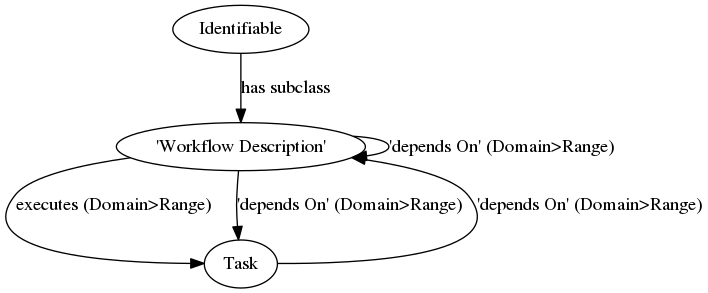 Identifiable
has subclass
'Workflow Description'
'depends On' (Domain>Range)
executes (Domain>Range)
'depends On' (Domain>Range)
'depends On' (Domain>Range)
Task